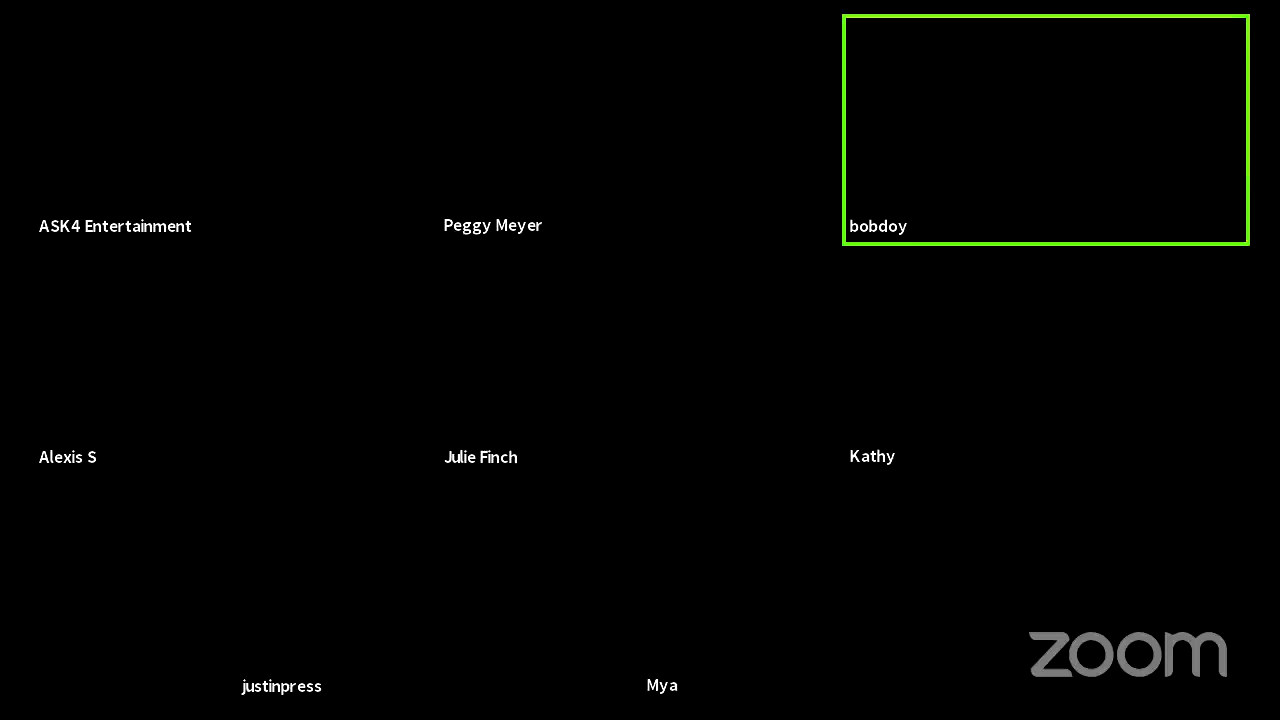 ASK4 Entertainment
Peggy Meyer
bobdoy
Alexis S
Julie Finch
Kathy
justinpress
Mya
zoom